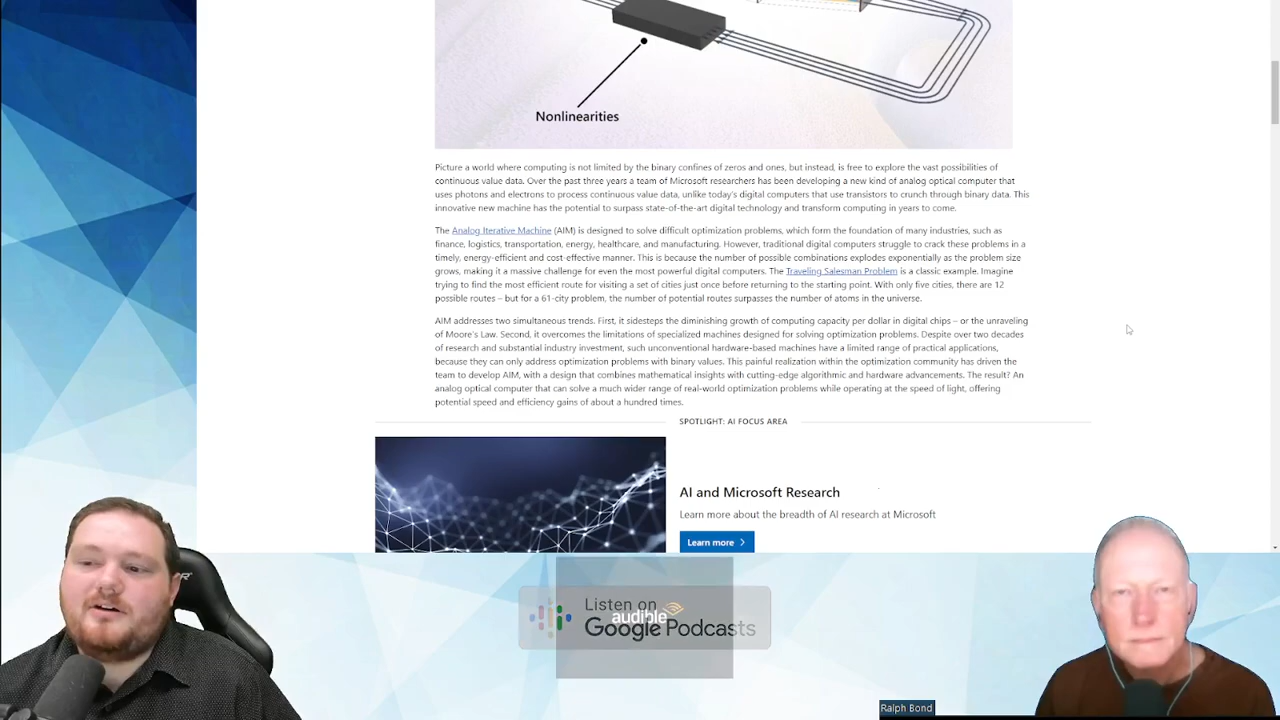 Nonlinearities
Picture a world where computing is not limited by the binary confines of zeros and ones, but instead, is free to explore the vast possibilities of
continuous value data. Over the past three years a team of Microsoft researchers has been developing a new kind of analog optical computer that
uses photons and electrons to process continuous value data, unlike today's digital computers that use transistors to crunch through binary data. This
innovative new machine has the potential to surpass state-of-the-art digital technology and transform computing in years to come.
The Analog Iterative Machine (AIM) is designed to solve difficult optimization problems, which form the foundation of many industries, such as
finance, logistics, transportation, energy, healthcare, and manufacturing. However, traditional digital computers struggle to crack these problems in a
timely, energy-efficient and cost-effective manner. This is because the number of possible combinations explodes exponentially as the problem size
grows, making it a massive challenge for even the most powerful digital computers. The Traveling Salesman Problem is a classic example. Imagine
trying to find the most efficient route for visiting a set of cities just once before returning to the starting point. With only five cities, there are 12
possible routes – but for a 61-city problem, the number of potential routes surpasses the number of atoms in the universe.
AIM addresses two simultaneous trends. First, it sidesteps the diminishing growth of computing capacity per dollar in digital chips – or the unraveling
of Moore's Law. Second, it overcomes the limitations of specialized machines designed for solving optimization problems. Despite over two decades
of research and substantial industry investment, such unconventional hardware-based machines have a limited range of practical applications,
because they can only address optimization problems with binary values. This painful realization within the optimization community has driven the
team to develop AIM, with a design that combines mathematical insights with cutting-edge algorithmic and hardware advancements. The result? An
analog optical computer that can solve a much wider range of real-world optimization problems while operating at the speed of light, offering
potential speed and efficiency gains of about a hundred times.
SPOTLIGHT: AI FOCUS AREA
AI and Microsoft Research
Learn more about the breadth of AI research at Microsoft
Learn more
Listen on
audible
Google Podcasts
Ralph Bond